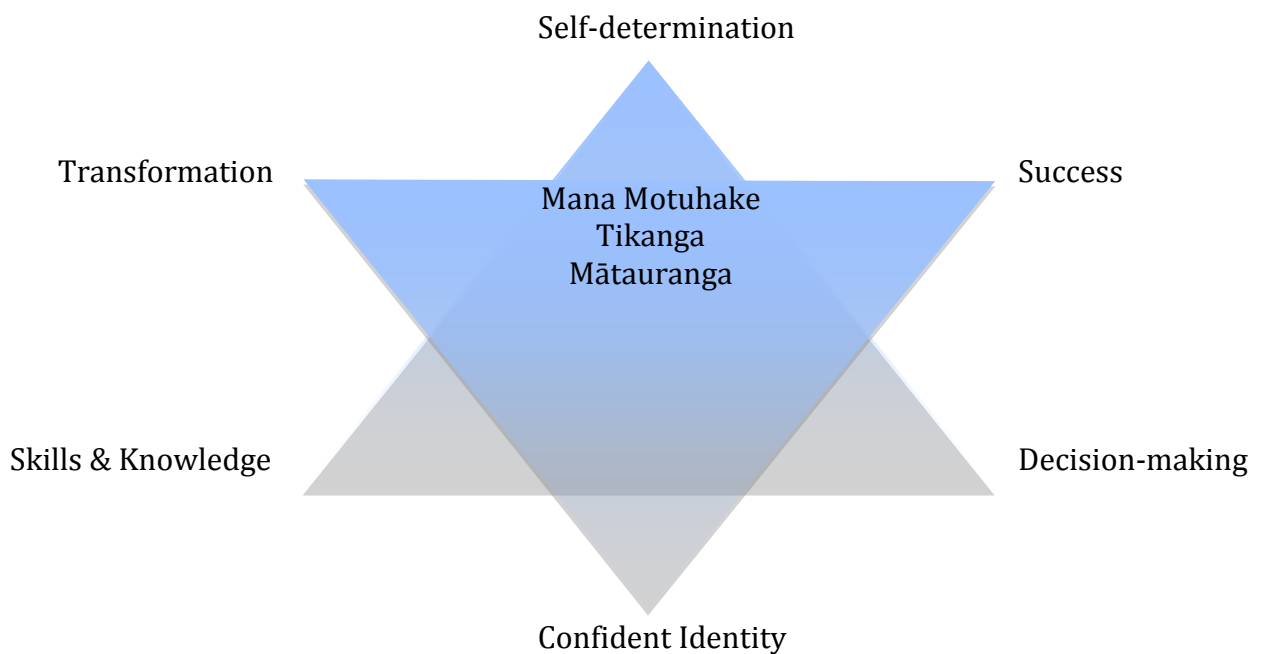 Self-determination
Transformation
Success
Mana Motuhake
Tikanga
Mātauranga
Skills & Knowledge
Decision-making
Confident Identity